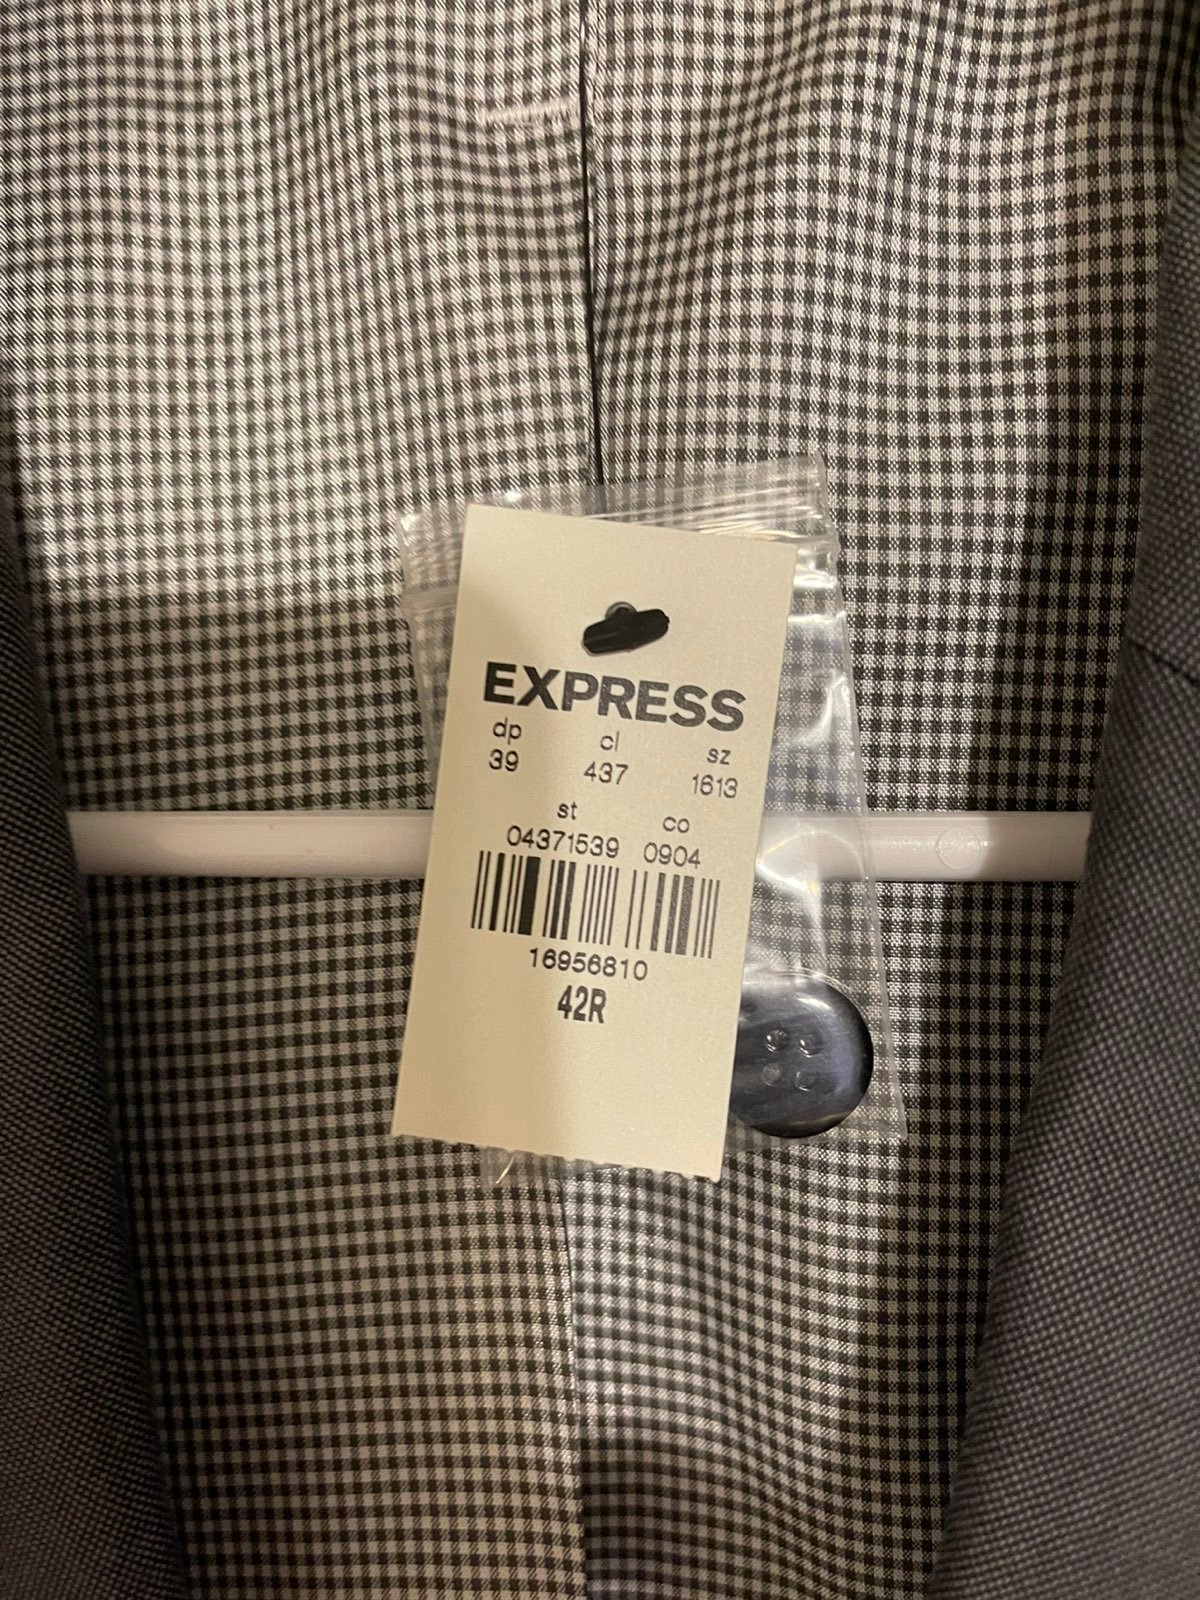 EXPRESS
dp cl sz
39 437 1613
st co
04371539 0904
16956810
42R